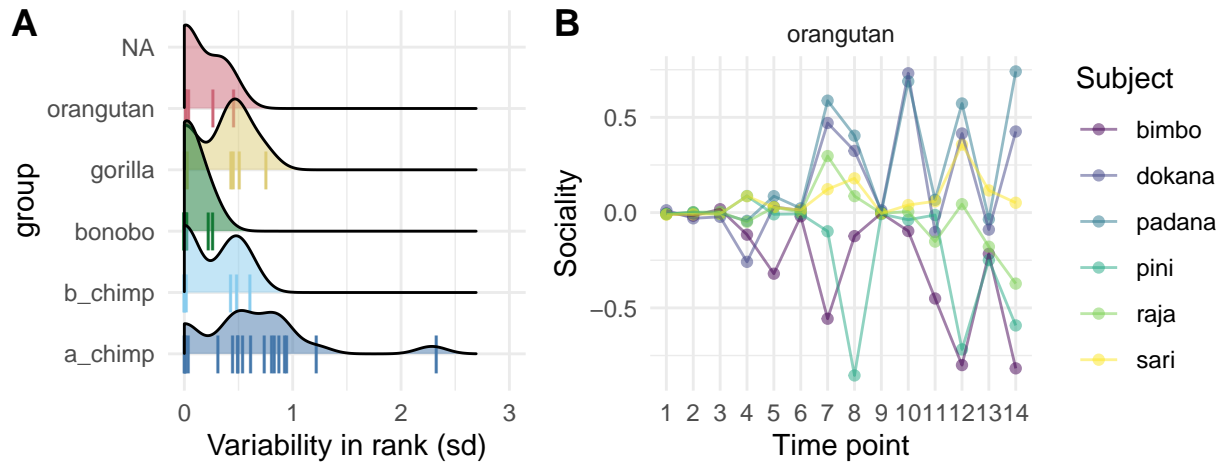 A
group
NA
orangutan
gorilla
bonobo
b_chimp
a_chimp
0 1 2 3
Variability in rank (sd)
B
orangutan
Sociality
0.5
0.0
−0.5
1 2 3 4 5 6 7 8 9 10 11 12 13 14
Time point
Subject
bimbo
dokana
padana
pini
raja
sari